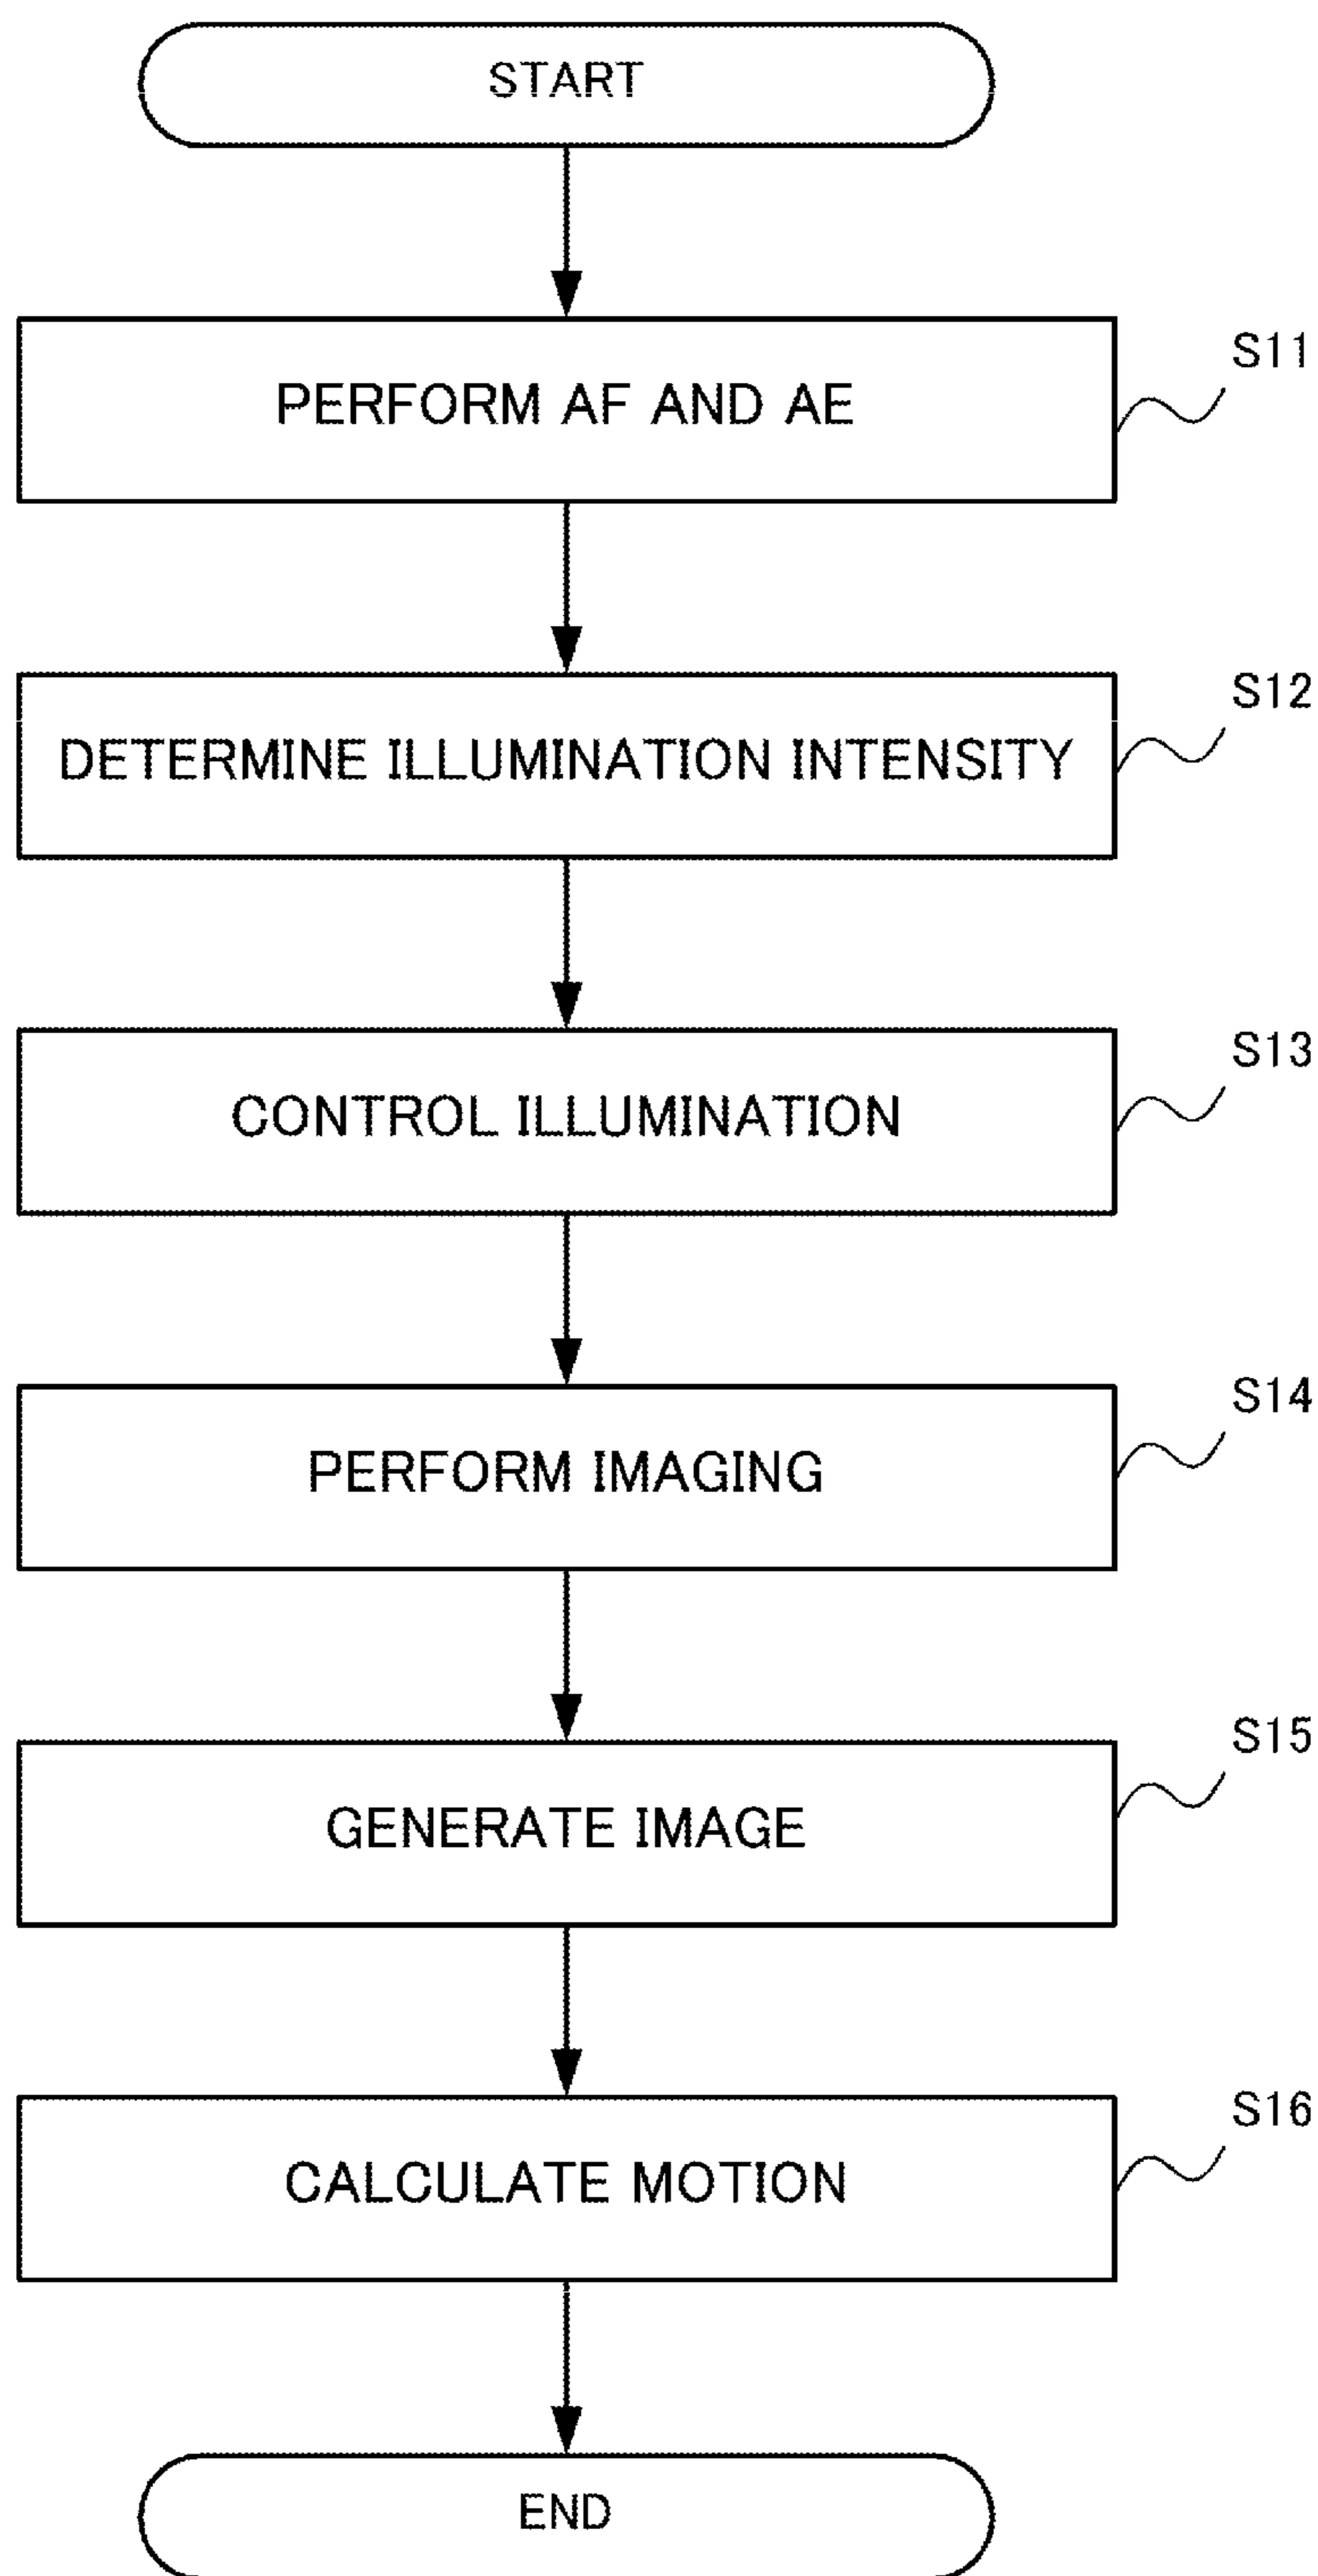 START
S11
PERFORM AF AND AE
S12
DETERMINE ILLUMINATION INTENSITY
S13
CONTROL ILLUMINATION
S14
PERFORM IMAGING
S15
GENERATE IMAGE
S16
CALCULATE MOTION
END